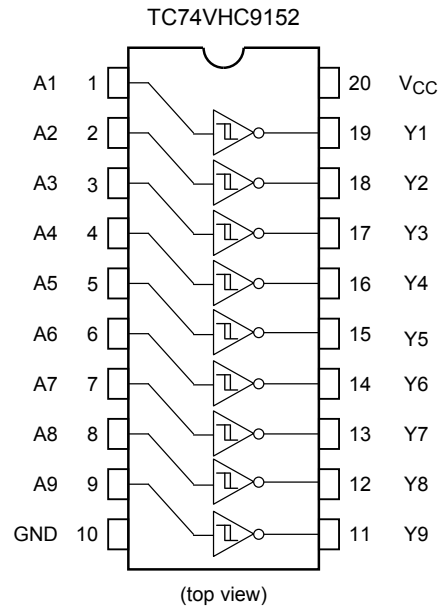 TC74VHC9152
A1 1 20 VCC
A2 2 19 Y1
A3 3 18 Y2
A4 4 17 Y3
A5 5 16 Y4
A6 6 15 Y5
A7 7 14 Y6
A8 8 13 Y7
A9 9 12 Y8
GND 10 11 Y9
(top view)